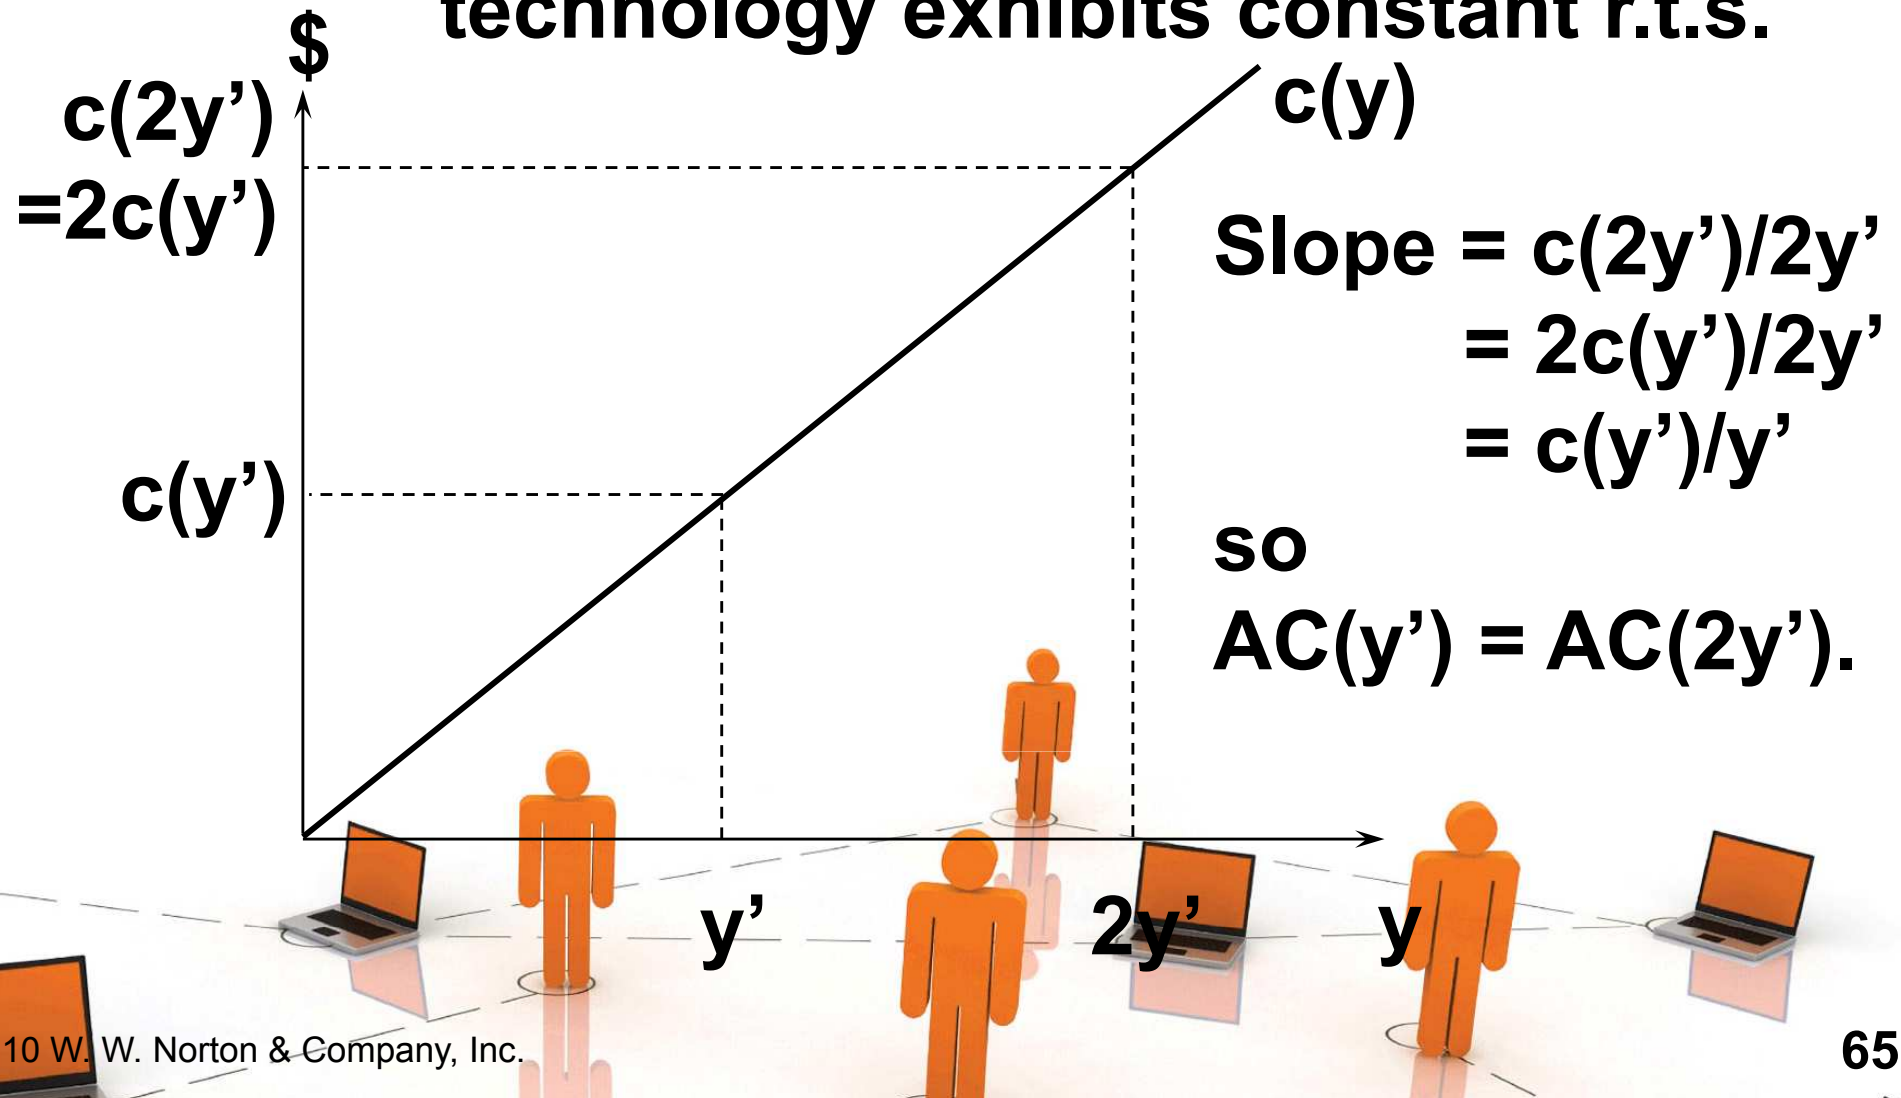 technology exhibits constant r.t.s.
$
c(y)
c(2y’)
=2c(y’)
Slope = c(2y’)/2y’
= 2c(y’)/2y’
= c(y’)/y’
c(y’)
so
AC(y’) = AC(2y’).
y’
2y’
y
10 W. W. Norton & Company, Inc.
65